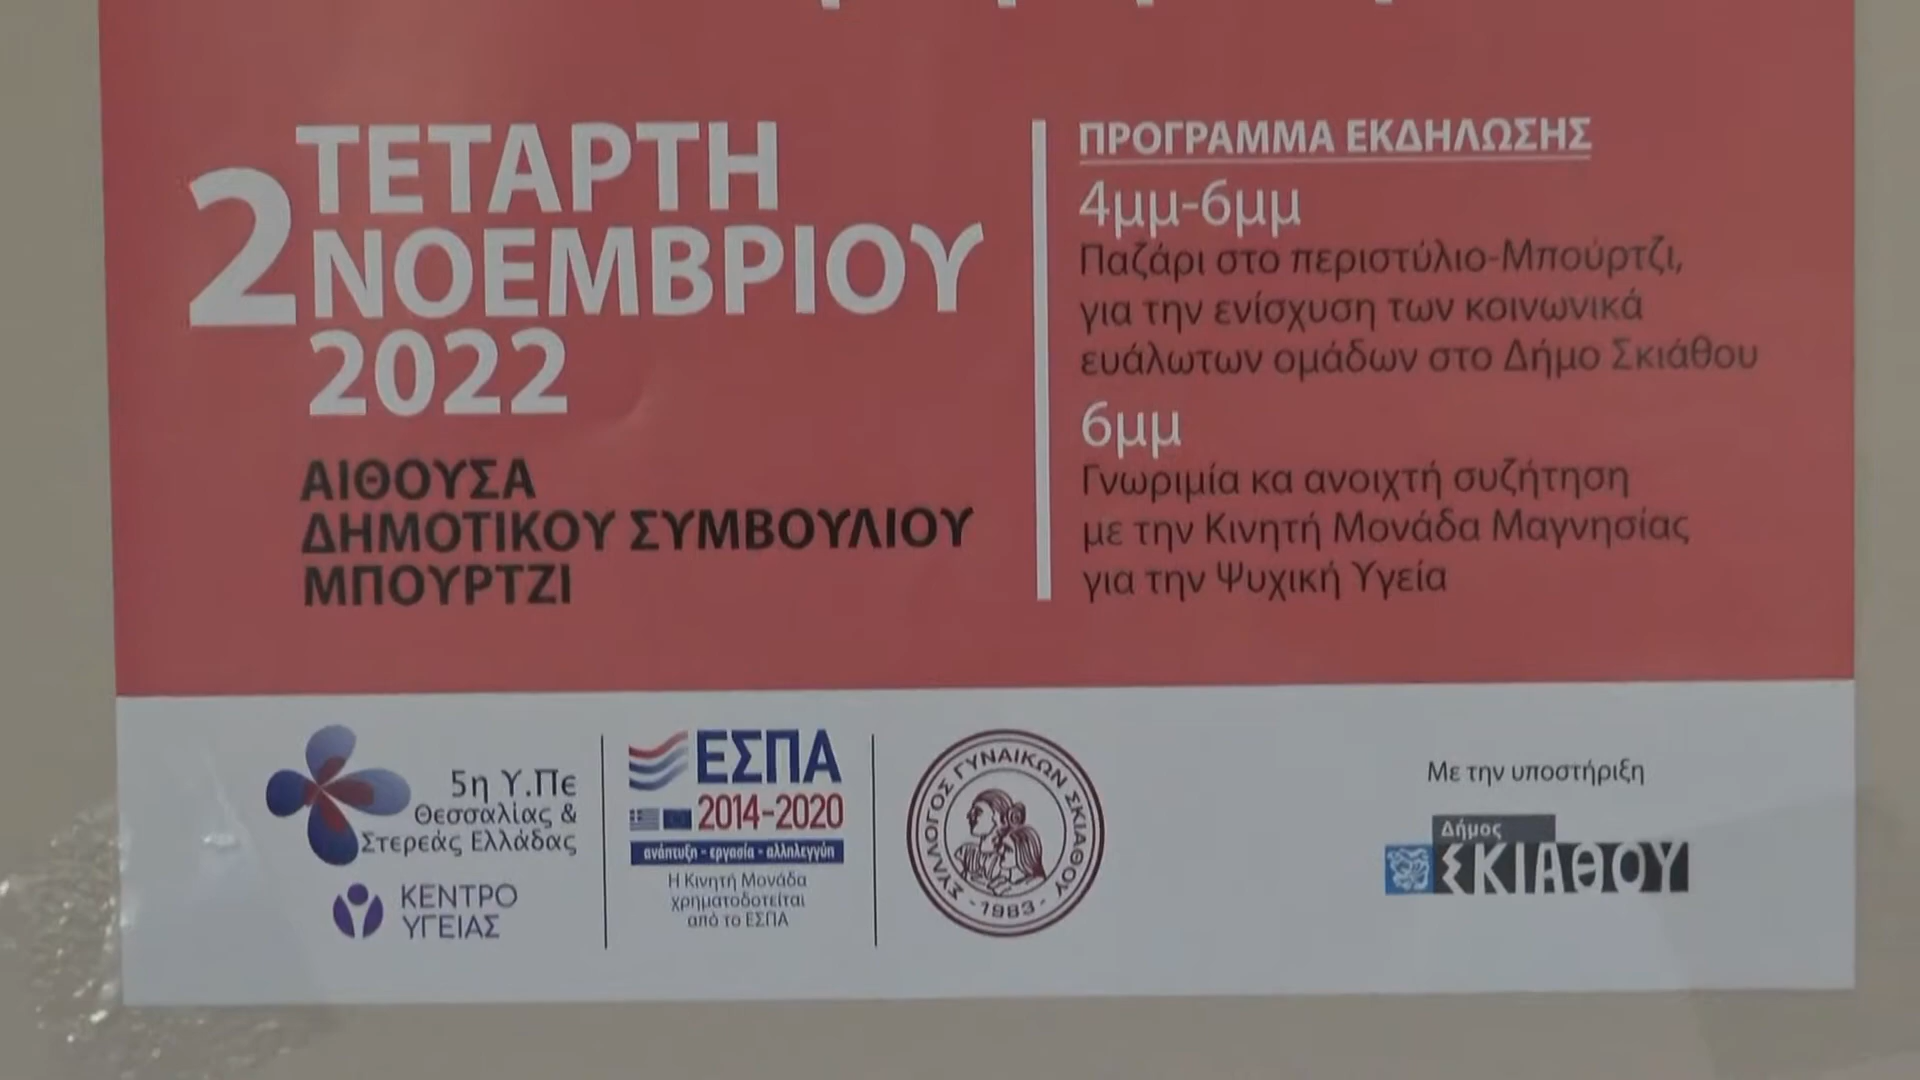 ΤΕΤΑΡΤΗ
2 ΝΟΕΜΒΡΙΟΥ
2022
ΑΙΘΟΥΣΑ
ΔΗΜΟΤΙΚΟΥ ΣΥΜΒΟΥΛΙΟΥ
ΜΠΟΥΡΤΖΙ
ΠΡΟΓΡΑΜΜΑ ΕΚΔΗΛΩΣΗΣ
4μμ-6μμ
Παζάρι στο περιστύλιο-Μπούρτζι,
για την ενίσχυση των κοινωνικά
ευάλωτων ομάδων στο Δήμο Σκιάθου
6μμ
Γνωριμία κα ανοιχτή συζήτηση
με την Κινητή Μονάδα Μαγνησίας
για την Ψυχική Υγεία
5η Υ.Πε
Θεσσαλίας &
Στερεάς Ελλάδας
ΚΕΝΤΡΟ
ΥΓΕΙΑΣ
ΕΣΠΑ
2014-2020
ανάπτυξη - εργασία - αλληλεγγύη
Η Κινητή Μονάδα
χρηματοδοτείται
από το ΕΣΠΑ
ΣΥΛΛΟΓΟΣ ΓΥΝΑΙΚΩΝ ΣΚΙΑΘΟΥ
- 1983 -
Με την υποστήριξη
Δήμος
ΣΚΙΑΘΟΥ